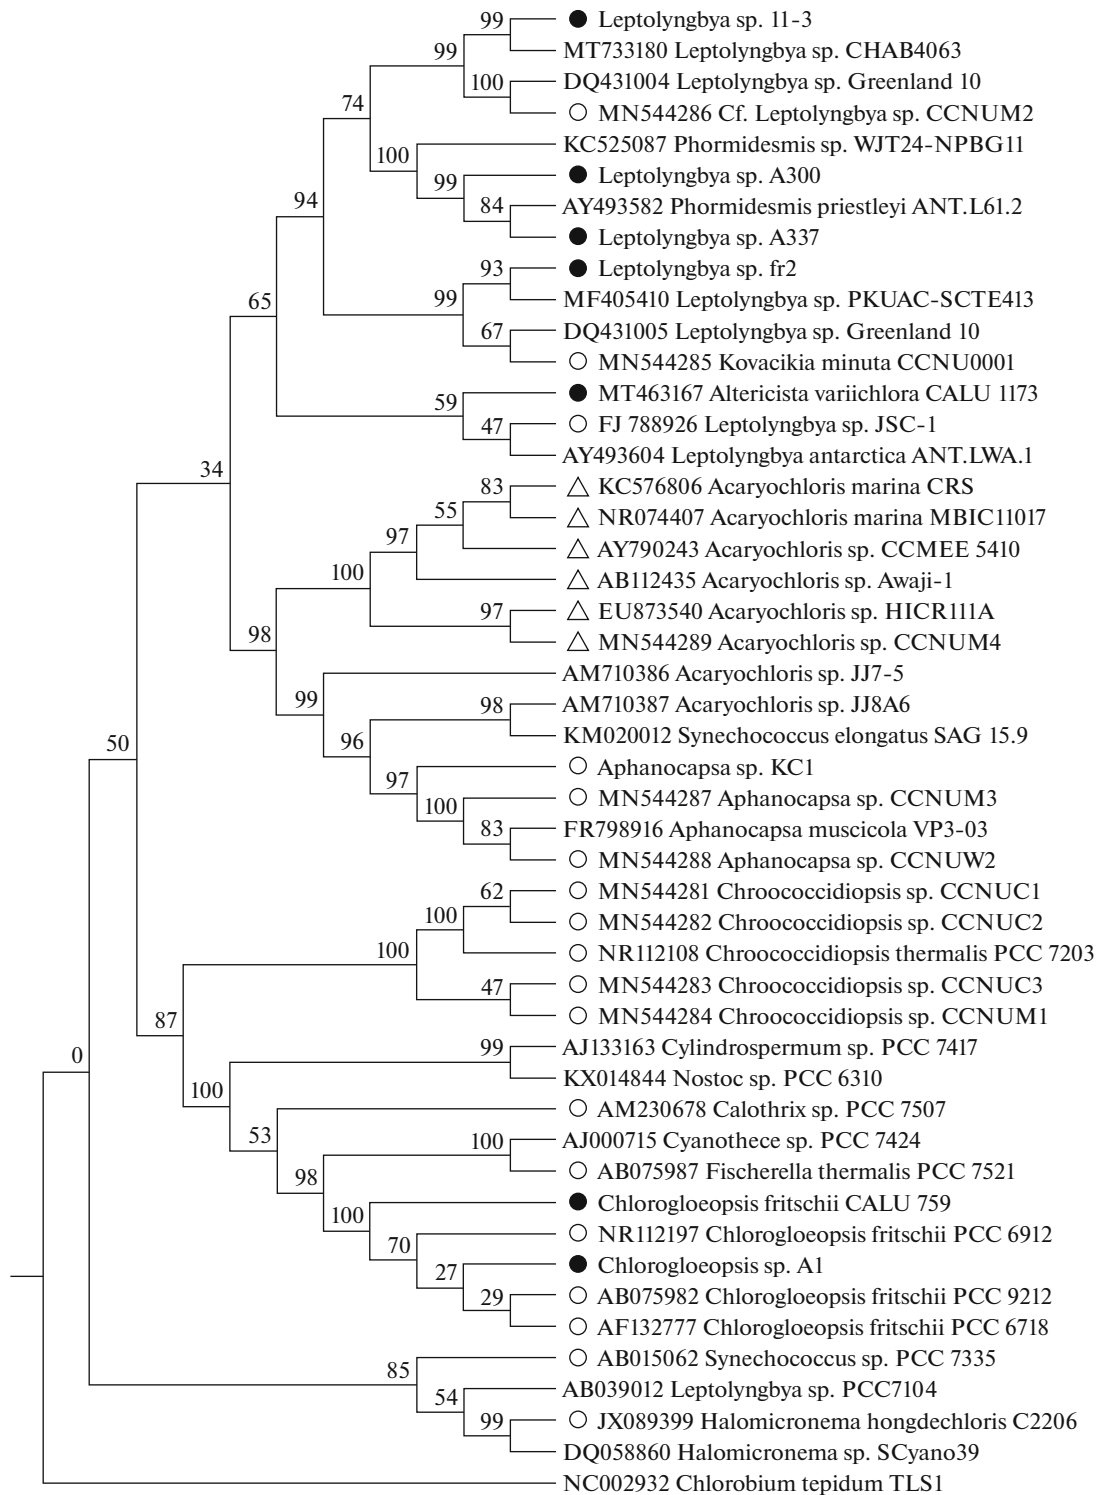 99 ● Leptolyngbya sp. 11-3
MT733180 Leptolyngbya sp. CHAB4063
99
100 DQ431004 Leptolyngbya sp. Greenland 10
○ MN544286 Cf. Leptolyngbya sp. CCNUM2
74
KC525087 Phormidesmis sp. WJT24-NPBG11
100
99 ● Leptolyngbya sp. A300
84 AY493582 Phormidesmis priestleyi ANT.L61.2
94
● Leptolyngbya sp. A337
93 ● Leptolyngbya sp. fr2
99 MF405410 Leptolyngbya sp. PKUAC-SCTE413
65
67 DQ431005 Leptolyngbya sp. Greenland 10
○ MN544285 Kovacikia minuta CCNU0001
59 ● MT463167 Altericista variichlora CALU 1173
47 ○ FJ 788926 Leptolyngbya sp. JSC-1
AY493604 Leptolyngbya antarctica ANT.LWA.1
34
83 △ KC576806 Acaryochloris marina CRS
55 △ NR074407 Acaryochloris marina MBIC11017
97 △ AY790243 Acaryochloris sp. CCMEE 5410
100 △ AB112435 Acaryochloris sp. Awaji-1
97 △ EU873540 Acaryochloris sp. HICR111A
98 △ MN544289 Acaryochloris sp. CCNUM4
AM710386 Acaryochloris sp. JJ7-5
99
98 AM710387 Acaryochloris sp. JJ8A6
96 KM020012 Synechococcus elongatus SAG 15.9
50
97 ○ Aphanocapsa sp. KC1
100 ○ MN544287 Aphanocapsa sp. CCNUM3
83 FR798916 Aphanocapsa muscicola VP3-03
○ MN544288 Aphanocapsa sp. CCNUW2
62 ○ MN544281 Chroococcidiopsis sp. CCNUC1
100 ○ MN544282 Chroococcidiopsis sp. CCNUC2
100 ○ NR112108 Chroococcidiopsis thermalis PCC 7203
47 ○ MN544283 Chroococcidiopsis sp. CCNUC3
87 ○ MN544284 Chroococcidiopsis sp. CCNUM1
0
99 AJ133163 Cylindrospermum sp. PCC 7417
100 KX014844 Nostoc sp. PCC 6310
○ AM230678 Calothrix sp. PCC 7507
53
100 AJ000715 Cyanothece sp. PCC 7424
98 ○ AB075987 Fischerella thermalis PCC 7521
100 ● Chlorogloeopsis fritschii CALU 759
70 ○ NR112197 Chlorogloeopsis fritschii PCC 6912
27 ● Chlorogloeopsis sp. A1
29 ○ AB075982 Chlorogloeopsis fritschii PCC 9212
○ AF132777 Chlorogloeopsis fritschii PCC 6718
85 ○ AB015062 Synechococcus sp. PCC 7335
54 AB039012 Leptolyngbya sp. PCC7104
99 ○ JX089399 Halomicronema hongdechloris C2206
DQ058860 Halomicronema sp. SCyano39
NC002932 Chlorobium tepidum TLS1